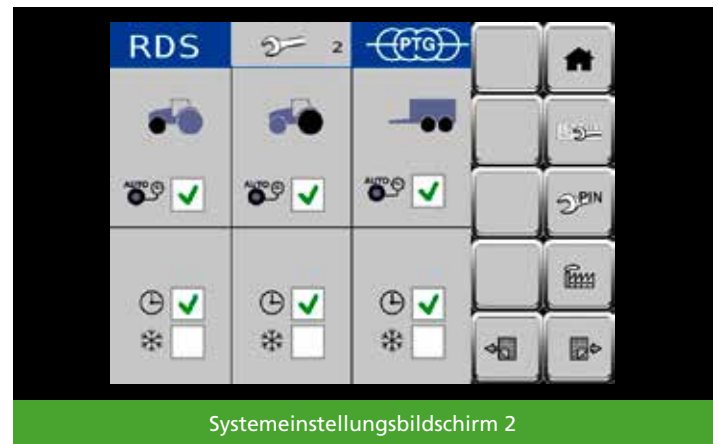 RDS 2 PTG
AUTO AUTO AUTO
PIN
Systemeinstellungsbildschirm 2